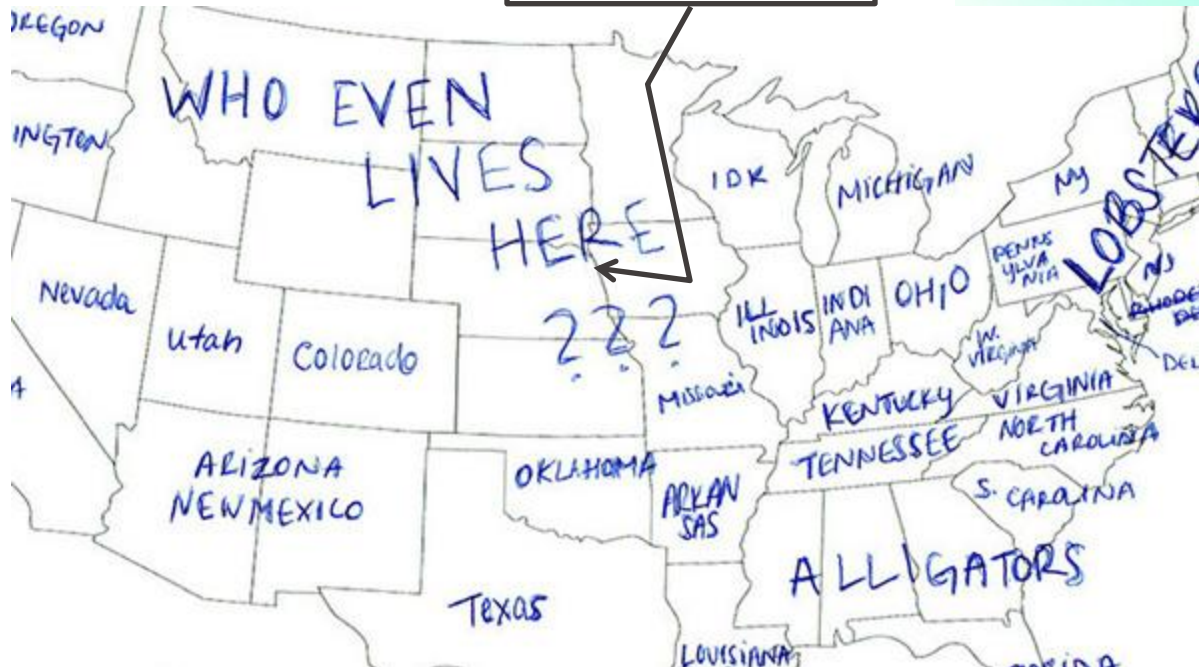 OREGON
INGTON
WHO EVEN
LIVES
HERE
? ? ?
IDK
MICHIGAN
NY
LOBSTER
PENNS
YLVA
NIA
NJ
Nevada
Utah
Colorado
ILL
INOIS
INDI
ANA
OHIO
W.
VIRGINIA
DEL
Missouri
KENTUCKY
VIRGINIA
ARIZONA
NEW MEXICO
OKLAHOMA
ARKAN
SAS
TENNESSEE
NORTH
CAROLINA
S. CAROLINA
ALLIGATORS
Texas
LOUISIANA